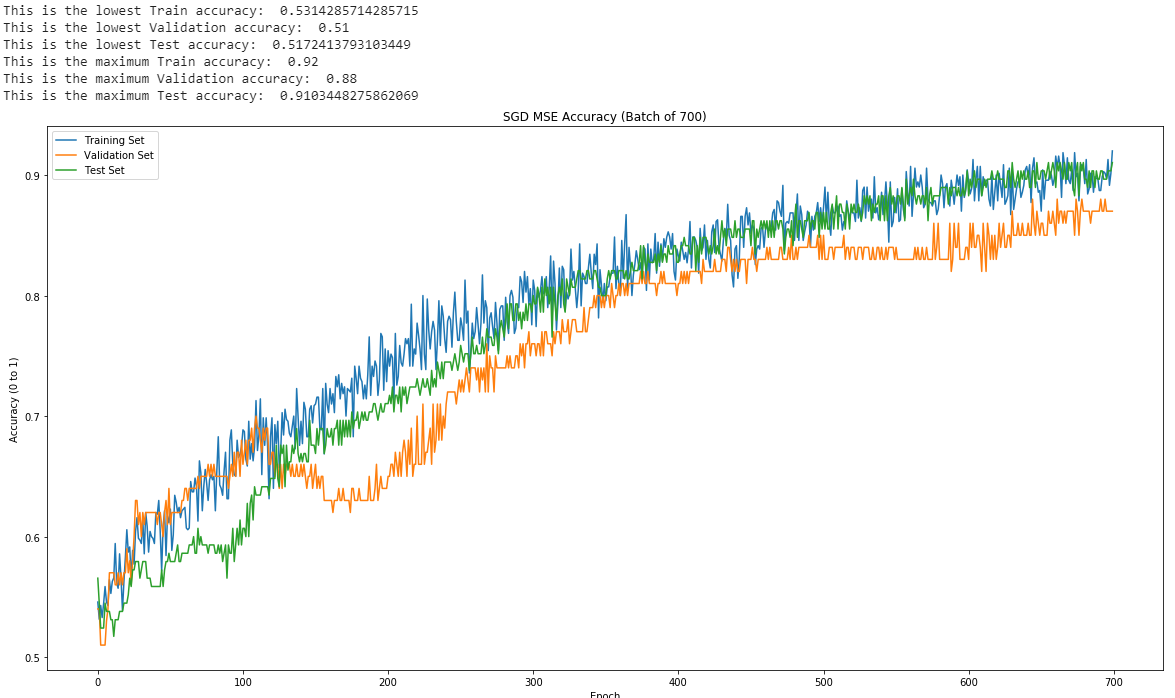 This is the lowest Train accuracy:  0.5314285714285715
This is the lowest Validation accuracy:  0.51
This is the lowest Test accuracy:  0.5172413793103449
This is the maximum Train accuracy:  0.92
This is the maximum Validation accuracy:  0.88
This is the maximum Test accuracy:  0.9103448275862069
SGD MSE Accuracy (Batch of 700)
Training Set
Validation Set
Test Set
Accuracy (0 to 1)
0.9
0.8
0.7
0.6
0.5
0 100 200 300 400 500 600 700
Epoch